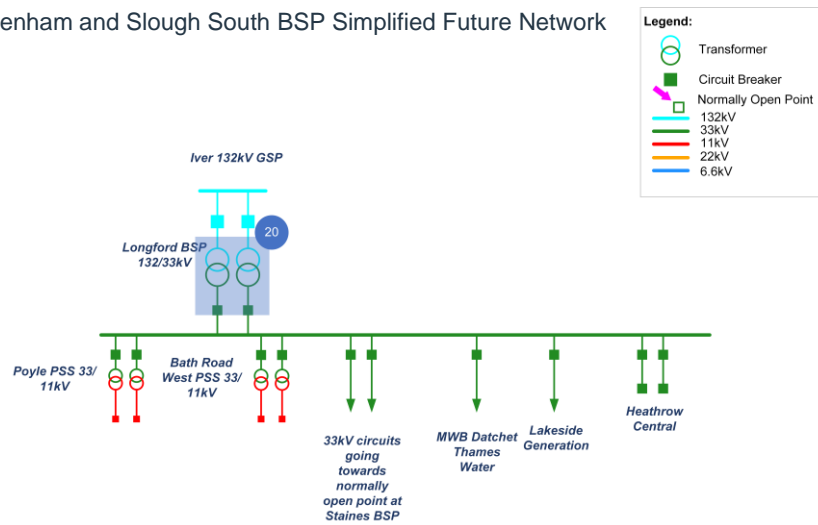 enham and Slough South BSP Simplified Future Network
Legend:
Transformer
Circuit Breaker
Normally Open Point
132kV
33kV
11kV
22kV
6.6kV
Iver 132kV GSP
20
Longford BSP
132/33kV
Poyle PSS 33/
11kV
Bath Road
West PSS 33/
11kV
33kV circuits
going
towards
normally
open point at
Staines BSP
MWB Datchet
Thames
Water
Lakeside
Generation
Heathrow
Central